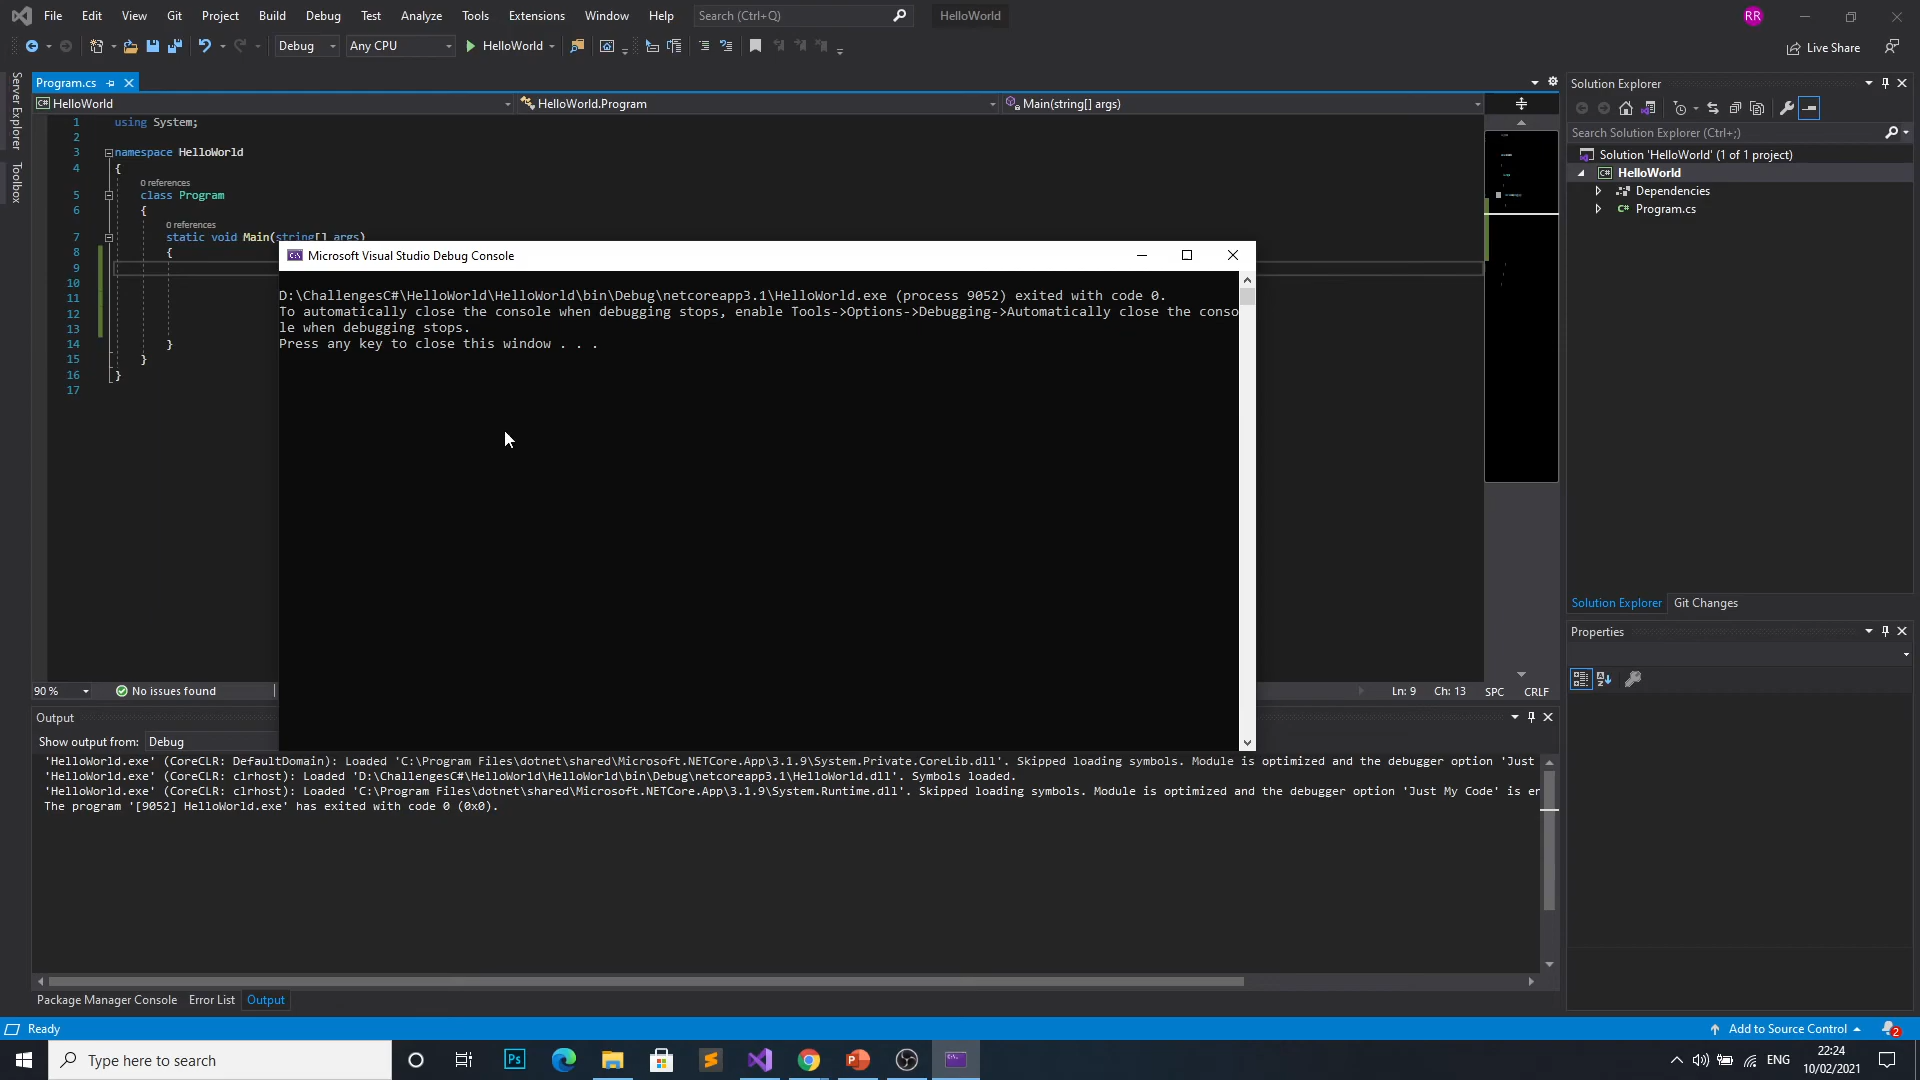 File Edit View Git Project Build Debug Test Analyze Tools Extensions Window Help Search (Ctrl+Q) HelloWorld RR
Debug Any CPU HelloWorld Live Share
Server Explorer
Toolbox
Program.cs
HelloWorld HelloWorld.Program Main(string[] args)
1 using System;
2
3 namespace HelloWorld
4 {
0 references
5 class Program
6 {
0 references
7 static void Main(string[] args)
8 {
9
10
11
12
13
14 }
15 }
16 }
17
Microsoft Visual Studio Debug Console
D:\ChallengesC#\HelloWorld\HelloWorld\bin\Debug\netcoreapp3.1\HelloWorld.exe (process 9052) exited with code 0.
To automatically close the console when debugging stops, enable Tools->Options->Debugging->Automatically close the conso
le when debugging stops.
Press any key to close this window . . .
90 % No issues found Ln: 9 Ch: 13 SPC CRLF
Output
Show output from: Debug
'HelloWorld.exe' (CoreCLR: DefaultDomain): Loaded 'C:\Program Files\dotnet\shared\Microsoft.NETCore.App\3.1.9\System.Private.CoreLib.dll'. Skipped loading symbols. Module is optimized and the debugger option 'Just
'HelloWorld.exe' (CoreCLR: clrhost): Loaded 'D:\ChallengesC#\HelloWorld\HelloWorld\bin\Debug\netcoreapp3.1\HelloWorld.dll'. Symbols loaded.
'HelloWorld.exe' (CoreCLR: clrhost): Loaded 'C:\Program Files\dotnet\shared\Microsoft.NETCore.App\3.1.9\System.Runtime.dll'. Skipped loading symbols. Module is optimized and the debugger option 'Just My Code' is er
The program '[9052] HelloWorld.exe' has exited with code 0 (0x0).
Package Manager Console Error List Output
Solution Explorer
Search Solution Explorer (Ctrl+;)
Solution 'HelloWorld' (1 of 1 project)
C# HelloWorld
Dependencies
C# Program.cs
Solution Explorer Git Changes
Properties
Ready Add to Source Control 2
Type here to search Ps ENG 22:24
10/02/2021